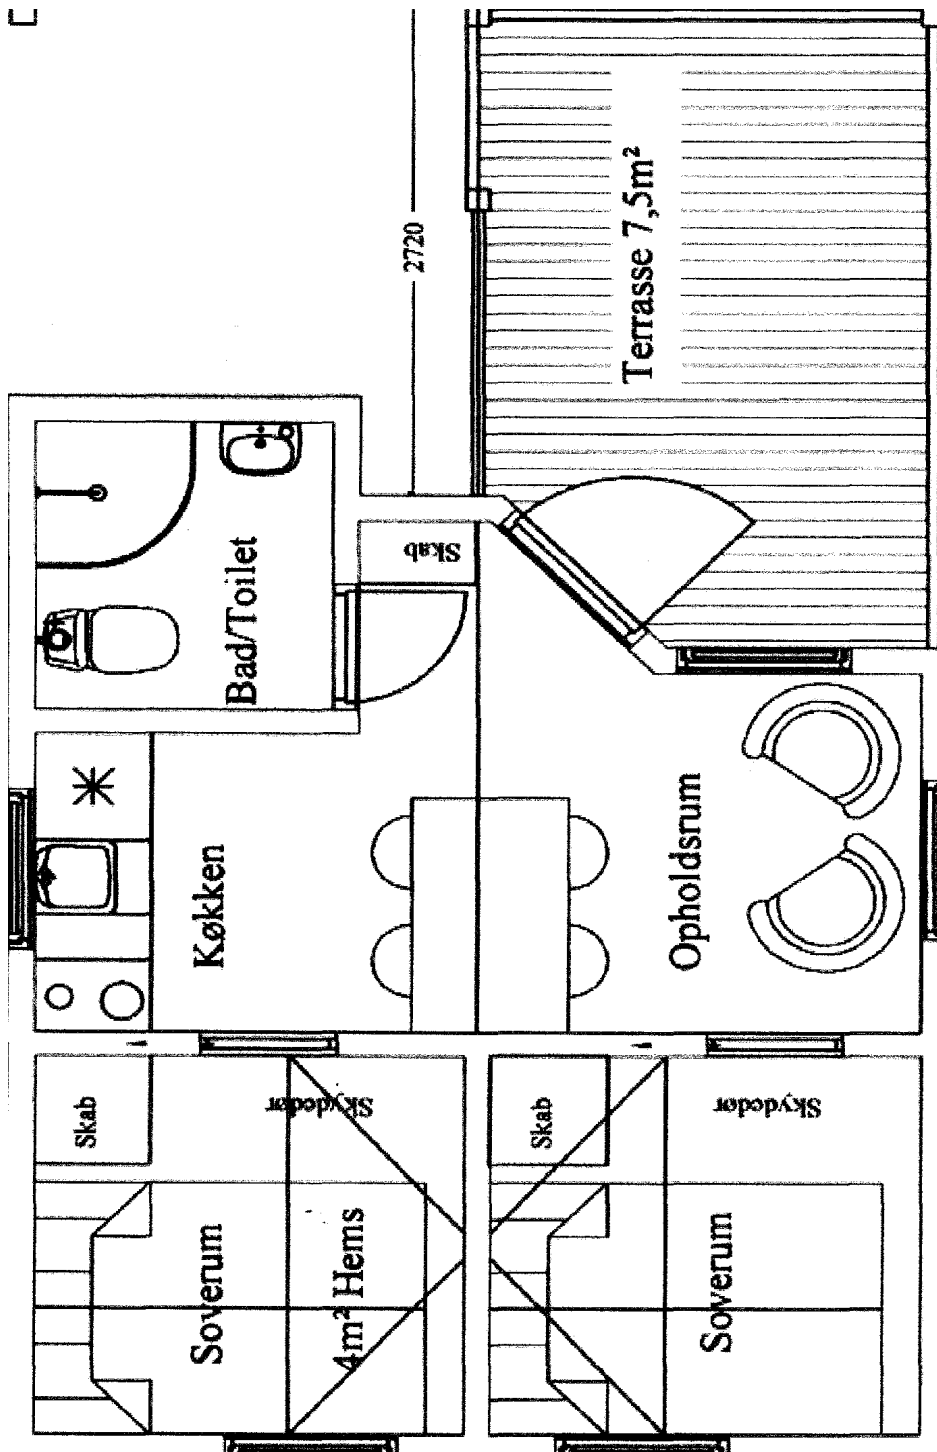 2720
Terrasse 7,5m²
Bad/Toilet
Skab
Køkken
Opholdsrum
Skab
Skydedør
Skab
Skydedør
Soverum
4m² Hems
Soverum